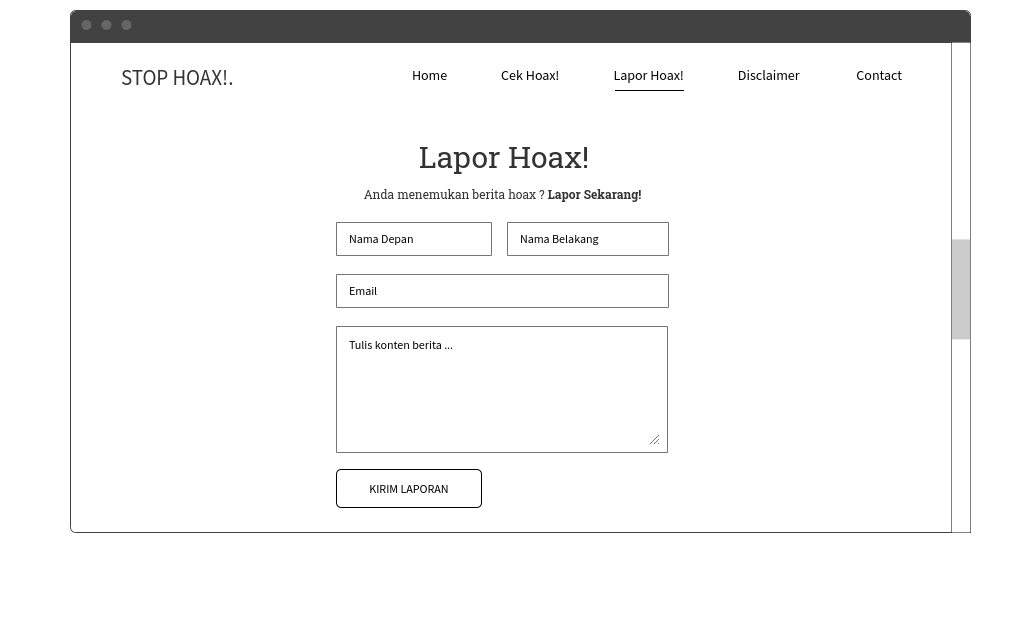 STOP HOAX!.
Home Cek Hoax! Lapor Hoax! Disclaimer Contact
Lapor Hoax!
Anda menemukan berita hoax ? Lapor Sekarang!
Nama Depan Nama Belakang
Email
Tulis konten berita ...
KIRIM LAPORAN